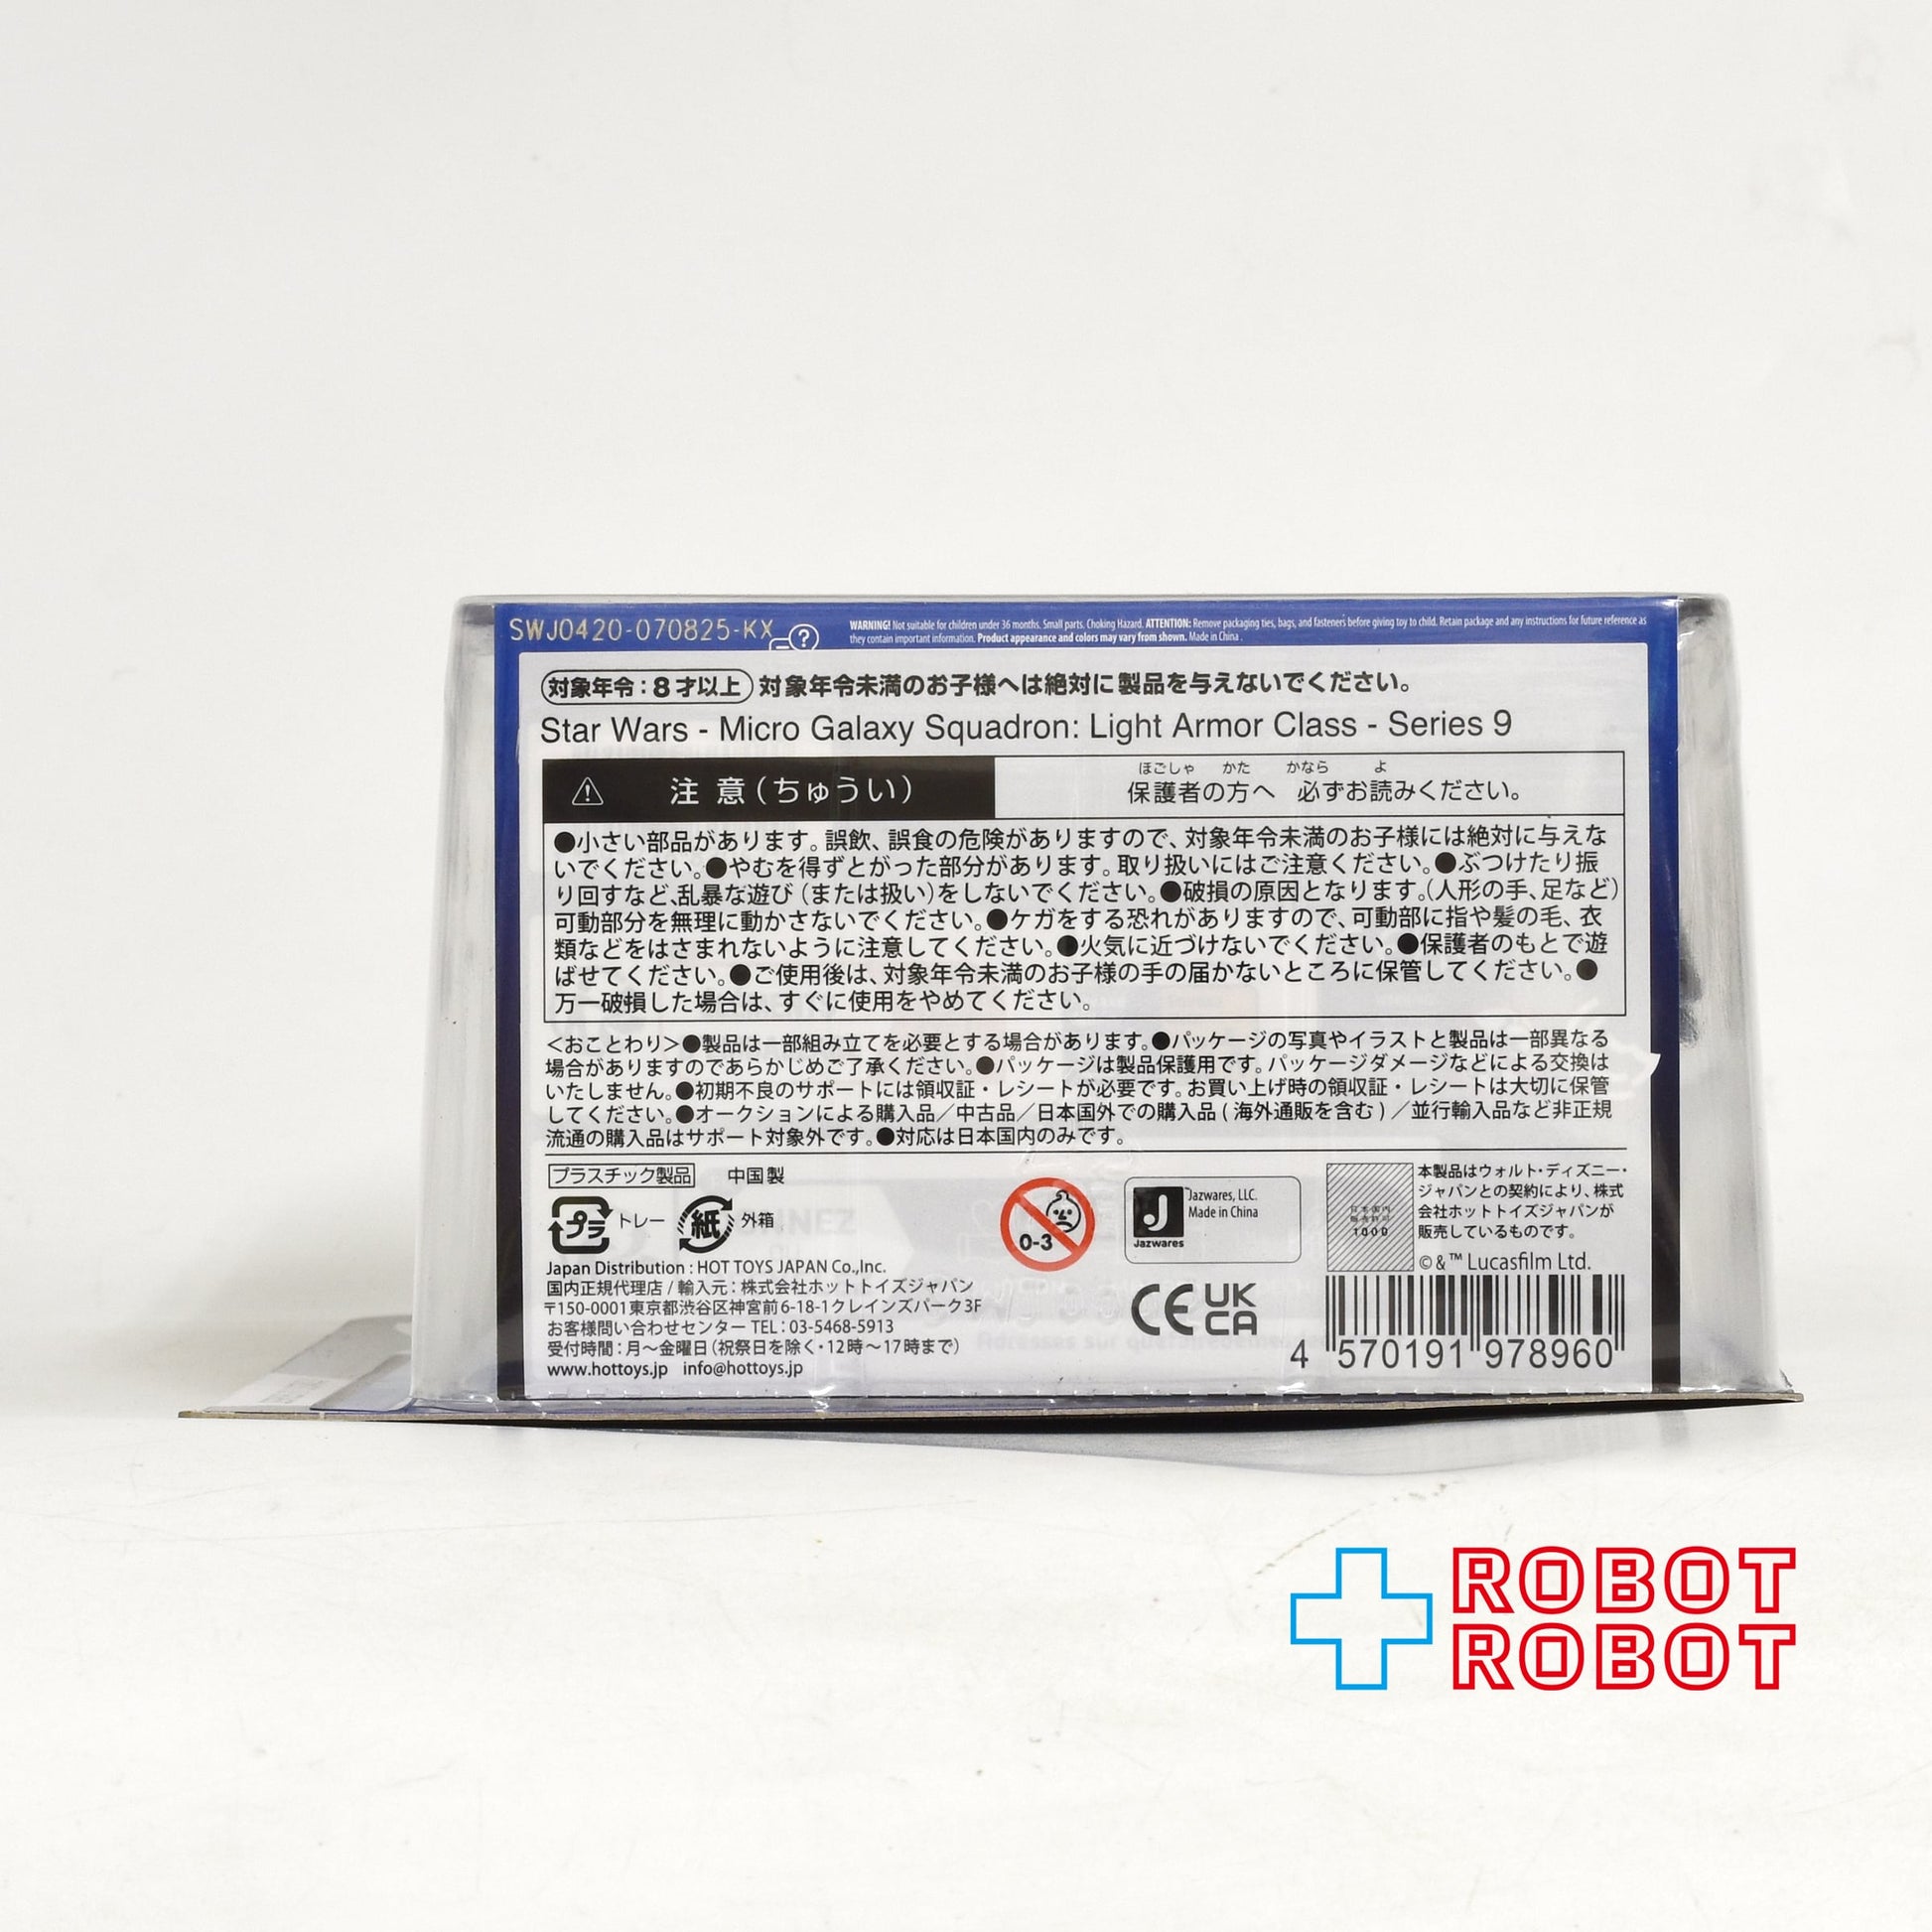 SWJ0420-070825-KX
WARNING! Not suitable for children under 36 months. Small parts. Choking Hazard. ATTENTION: Remove packaging ties, bags, and fasteners before giving toy to child. Retain package and any instructions for future reference as
they contain important information. Product appearance and colors may vary from shown. Made in China.
対象年令:8才以上 対象年令未満のお子様へは絶対に製品を与えないでください。
Star Wars - Micro Galaxy Squadron: Light Armor Class - Series 9
ほごしゃ かた かなら よ
注意(ちゅうい) 保護者の方へ 必ずお読みください。
●小さい部品があります。誤飲、誤食の危険がありますので、対象年令未満のお子様には絶対に与えな
いでください。●やむを得ずとがった部分があります。取り扱いにはご注意ください。●ぶつけたり振
り回すなど、乱暴な遊び(または扱い)をしないでください。●破損の原因となります。(人形の手、足など)
可動部分を無理に動かさないでください。●ケガをする恐れがありますので、可動部に指や髪の毛、衣
類などをはさまれないように注意してください。●火気に近づけないでください。●保護者のもとで遊
ばせてください。●ご使用後は、対象年令未満のお子様の手の届かないところに保管してください。●
万一破損した場合は、すぐに使用をやめてください。
<おことわり>●製品は一部組み立てを必要とする場合があります。●パッケージの写真やイラストと製品は一部異なる
場合がありますのであらかじめご了承ください。●パッケージは製品保護用です。パッケージダメージなどによる交換は
いたしません。●初期不良のサポートには領収証・レシートが必要です。お買い上げ時の領収証・レシートは大切に保管
してください。●オークションによる購入品/中古品/日本国外での購入品(海外通販を含む)/並行輸入品など非正規
流通の購入品はサポート対象外です。●対応は日本国内のみです。
プラスチック製品 中国製
プラ トレー 紙 外箱
Japan Distribution : HOT TOYS JAPAN Co.,Inc.
国内正規代理店 / 輸入元:株式会社ホットトイズジャパン
〒150-0001東京都渋谷区神宮前6-18-1クレインズパーク3F
お客様問い合わせセンター TEL:03-5468-5913
受付時間:月~金曜日(祝祭日を除く・12時~17時まで)
www.hottoys.jp info@hottoys.jp
0-3
Jazwares, LLC.
Made in China
Jazwares
CE UK CA
日本国内
販売許可
1000
本製品はウォルト・ディズニー・
ジャパンとの契約により、株式
会社ホットトイズジャパンが
販売しているものです。
©&™ Lucasfilm Ltd.
4 570191 978960
ROBOT
ROBOT